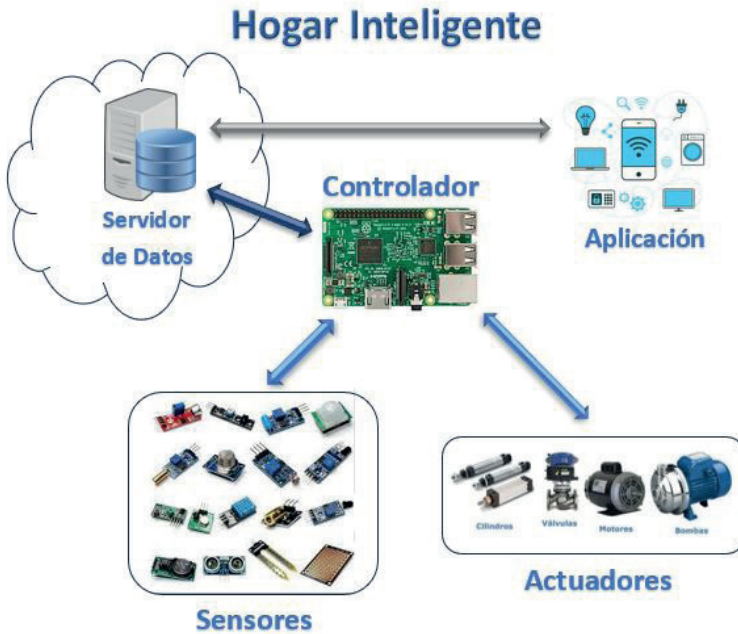 Hogar Inteligente
Servidor
de Datos
Controlador
Aplicación
Cilindros
Válvulas
Motores
Bombas
Sensores
Actuadores